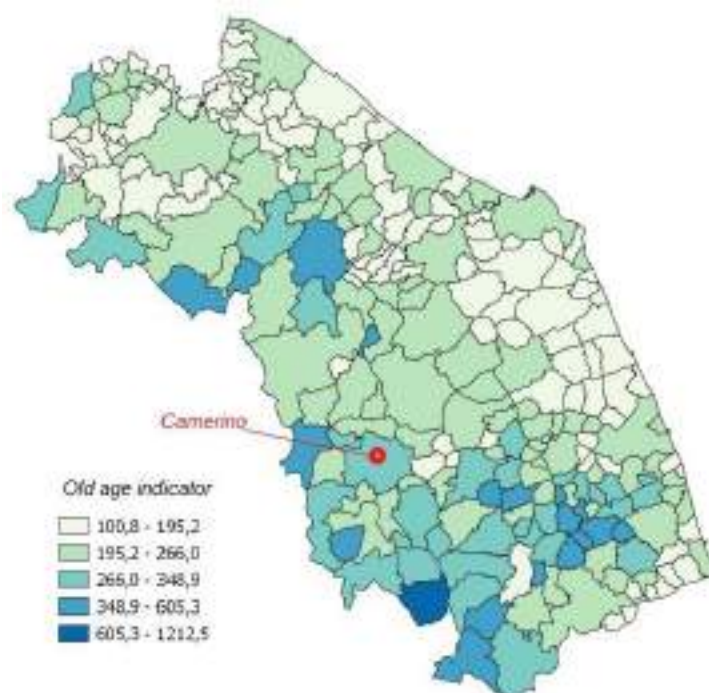 Camerino
Old age indicator
100,8 - 195,2
195,2 - 266,0
266,0 - 348,9
348,9 - 605,3
605,3 - 1212,5